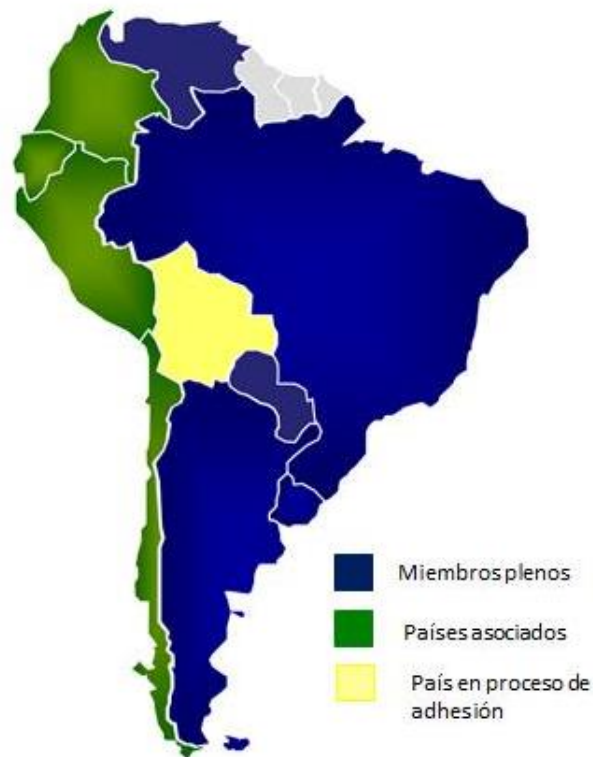 Miembros plenos
Países asociados
País en proceso de
adhesión